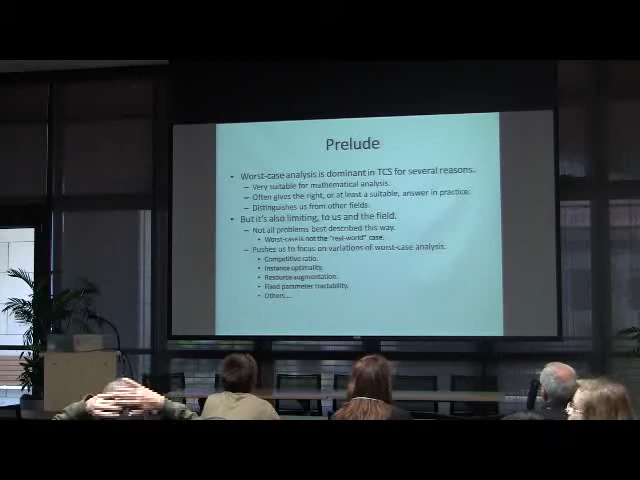 Prelude
• Worst-case analysis is dominant in TCS for several reasons.
– Very suitable for mathematical analysis.
– Often gives the right, or at least a suitable, answer in practice.
– Distinguishes us from other fields.
• But it's also limiting, to us and the field.
– Not all problems best described this way.
• Worst-case is not the "real-world" case.
– Pushes us to focus on variations of worst-case analysis.
• Competitive ratio.
• Instance optimality.
• Resource augmentation.
• Fixed parameter tractability.
• Others....